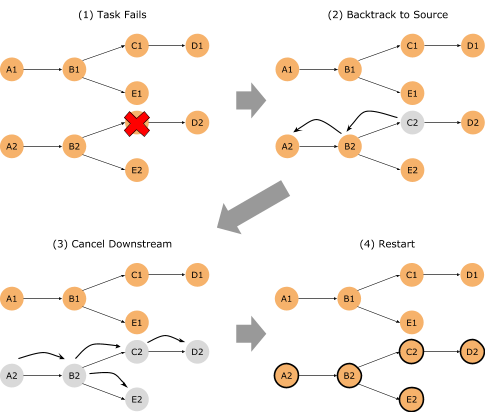 (1) Task Fails
C1 D1
A1 B1
E1
D2
A2 B2
E2
(2) Backtrack to Source
C1 D1
A1 B1
E1
C2 D2
A2 B2
E2
(3) Cancel Downstream
C1 D1
A1 B1
E1
C2 D2
A2 B2
E2
(4) Restart
C1 D1
A1 B1
E1
C2 D2
A2 B2
E2